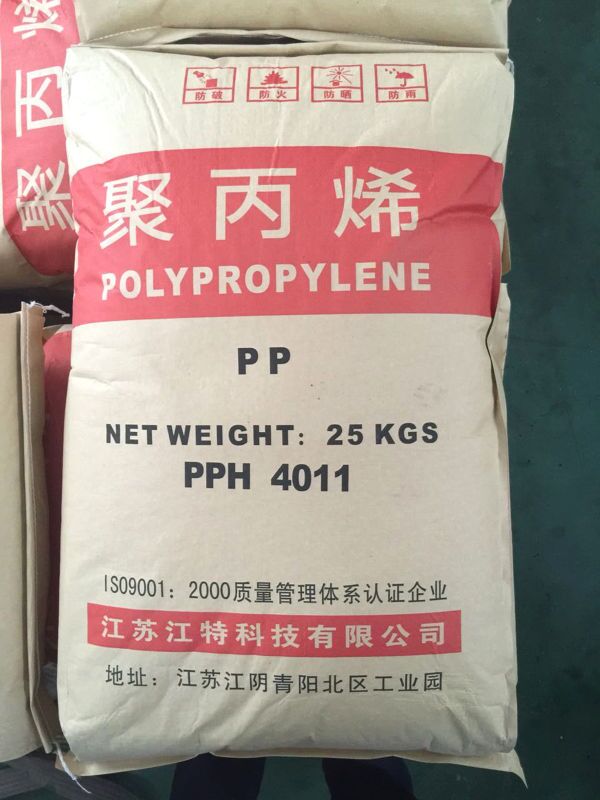 聚丙烯
防破 防火 防晒 防雨
聚丙烯
POLYPROPYLENE
PP
NET WEIGHT: 25 KGS
PPH 4011
ISO9001: 2000质量管理体系认证企业
江苏江特科技有限公司
地址：江苏江阴青阳北区工业园